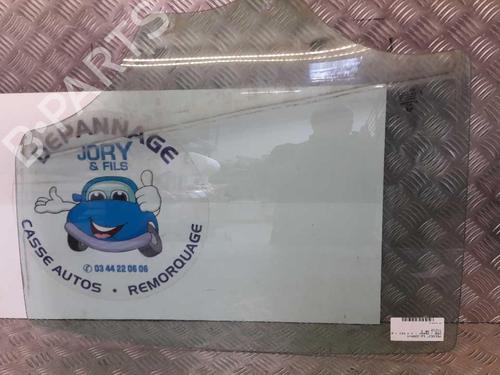 B-PARTS
DEPANNAGE
JORY
& FILS
03 44 22 06 06
CASSE AUTOS • REMORQUAGE